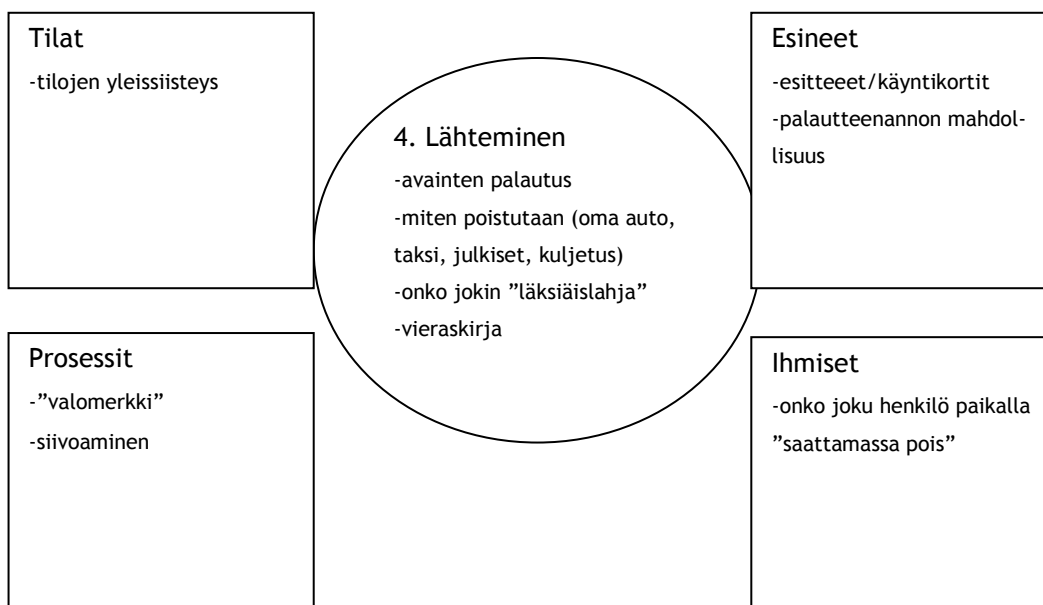 Tilat
-tilojen yleissiisteys
4. Lähteminen
-avainten palautus
-miten poistutaan (oma auto,
taksi, julkiset, kuljetus)
-onko jokin ”läksiäislahja”
-vieraskirja
Esineet
-esitteeet/käyntikortit
-palautteenannon mahdol-
lisuus
Prosessit
-”valomerkki”
-siivoaminen
Ihmiset
-onko joku henkilö paikalla
”saattamassa pois”